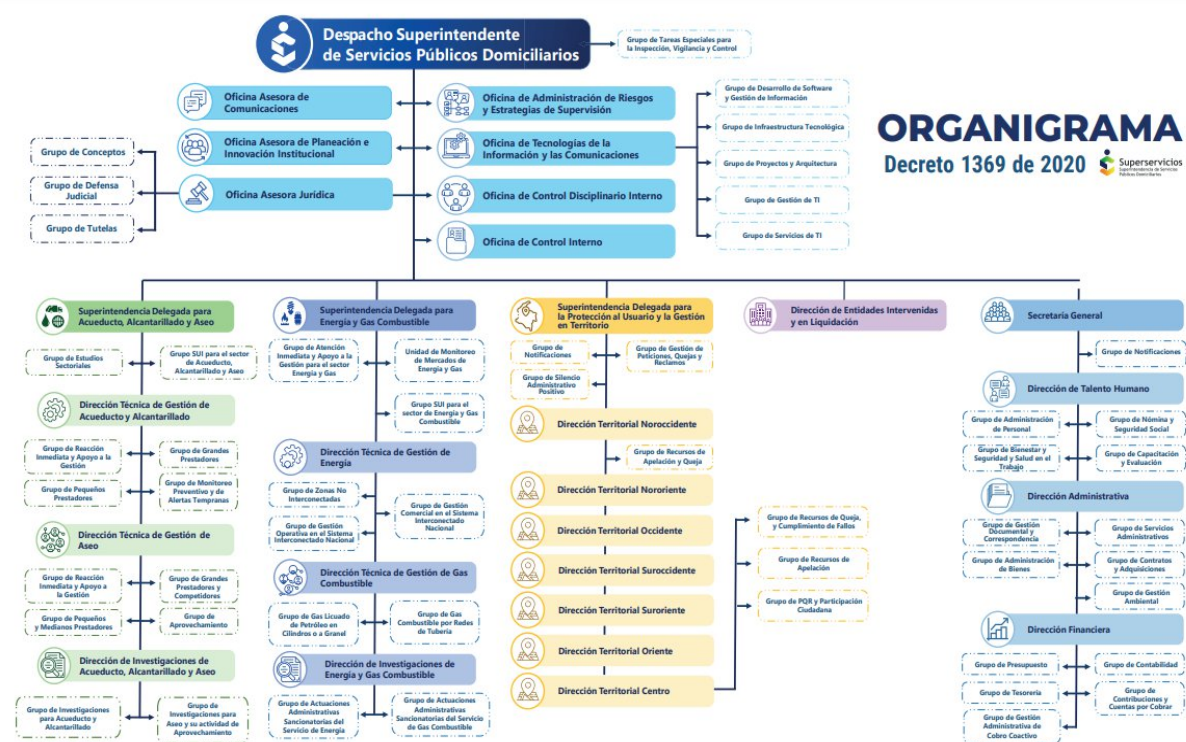 Despacho Superintendente
de Servicios Públicos Domiciliarios
Grupo de Tareas Especiales para
la Inspección, Vigilancia y Control
Oficina Asesora de
Comunicaciones
Oficina de Administración de Riesgos
y Estrategias de Supervisión
Oficina Asesora de Planeación e
Innovación Institucional
Oficina de Tecnologías de la
Información y las Comunicaciones
Oficina Asesora Jurídica
Oficina de Control Disciplinario Interno
Oficina de Control Interno
Grupo de Conceptos
Grupo de Defensa
Judicial
Grupo de Tutelas
Grupo de Desarrollo de Software
y Gestión de Información
Grupo de Infraestructura Tecnológica
Grupo de Proyectos y Arquitectura
Grupo de Gestión de TI
Grupo de Servicios de TI
ORGANIGRAMA
Decreto 1369 de 2020
Superservicios
Superintendencia de Servicios
Públicos Domiciliarios
Superintendencia Delegada para
Acueducto, Alcantarillado y Aseo
Grupo de Estudios
Sectoriales
Grupo SUI para el sector
de Acueducto,
Alcantarillado y Aseo
Dirección Técnica de Gestión de
Acueducto y Alcantarillado
Grupo de Reacción
Inmediata y Apoyo a la
Gestión
Grupo de Grandes
Prestadores
Grupo de Pequeños
Prestadores
Grupo de Monitoreo
Preventivo y de
Alertas Tempranas
Dirección Técnica de Gestión de
Aseo
Grupo de Reacción
Inmediata y Apoyo a
la Gestión
Grupo de Grandes
Prestadores y
Competidores
Grupo de Pequeños
y Medianos Prestadores
Grupo de
Aprovechamiento
Dirección de Investigaciones de
Acueducto, Alcantarillado y Aseo
Grupo de Investigaciones
para Acueducto y
Alcantarillado
Grupo de
Investigaciones para
Aseo y su actividad de
Aprovechamiento
Superintendencia Delegada para
Energía y Gas Combustible
Grupo de Atención
Inmediata y Apoyo a la
Gestión para el sector
Energía y Gas
Unidad de Monitoreo
de Mercados de
Energía y Gas
Grupo SUI para el
sector de Energía y Gas
Combustible
Dirección Técnica de Gestión de
Energía
Grupo de Zonas No
Interconectadas
Grupo de Gestión
Operativa en el Sistema
Interconectado Nacional
Grupo de Gestión
Comercial en el Sistema
Interconectado
Nacional
Dirección Técnica de Gestión de Gas
Combustible
Grupo de Gas Licuado
de Petróleo en
Cilindros o a Granel
Grupo de Gas
Combustible por Redes
de Tubería
Dirección de Investigaciones de
Energía y Gas Combustible
Grupo de Actuaciones
Administrativas
Sancionatorias del
Servicio de Energía
Grupo de Actuaciones
Administrativas
Sancionatorias del Servicio
de Gas Combustible
Superintendencia Delegada para
la Protección al Usuario y la Gestión
en Territorio
Grupo de
Notificaciones
Grupo de Gestión de
Peticiones, Quejas y
Reclamos
Grupo de Silencio
Administrativo
Positivo
Dirección Territorial Noroccidente
Grupo de Recursos de
Apelación y Queja
Dirección Territorial Nororiente
Dirección Territorial Occidente
Dirección Territorial Suroccidente
Dirección Territorial Suroriente
Dirección Territorial Oriente
Dirección Territorial Centro
Grupo de Recursos de Queja,
y Cumplimiento de Fallos
Grupo de Recursos de
Apelación
Grupo de PQR y Participación
Ciudadana
Dirección de Entidades Intervenidas
y en Liquidación
Secretaría General
Grupo de Notificaciones
Dirección de Talento Humano
Grupo de Administración
de Personal
Grupo de Nómina y
Seguridad Social
Grupo de Bienestar y
Seguridad y Salud en el
Trabajo
Grupo de Capacitación
y Evaluación
Dirección Administrativa
Grupo de Gestión
Documental y
Correspondencia
Grupo de Servicios
Administrativos
Grupo de Administración
de Bienes
Grupo de Contratos
y Adquisiciones
Grupo de Gestión
Ambiental
Dirección Financiera
Grupo de Presupuesto
Grupo de Contabilidad
Grupo de Tesorería
Grupo de
Contribuciones y
Cuentas por Cobrar
Grupo de Gestión
Administrativa de
Cobro Coactivo